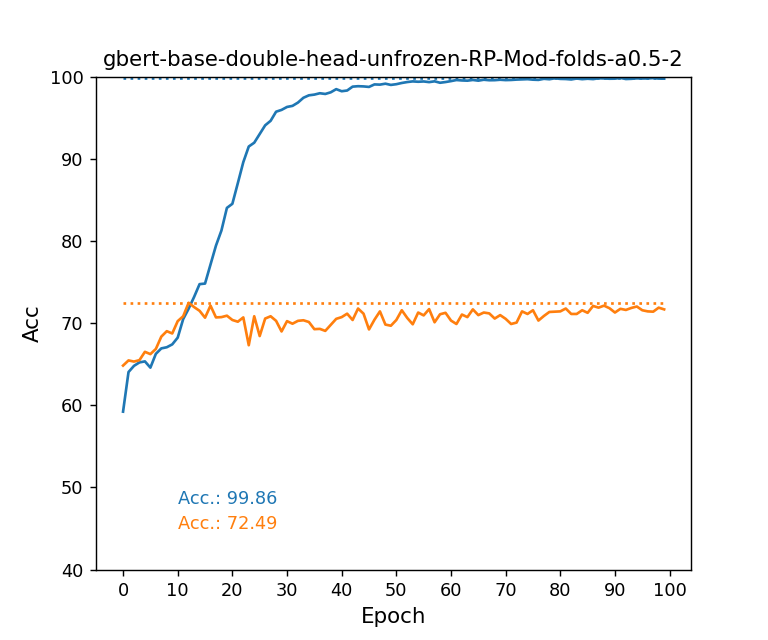 gbert-base-double-head-unfrozen-RP-Mod-folds-a0.5-2
100
90
80
70
60
50
40
Acc
Acc.: 99.86
Acc.: 72.49
0 10 20 30 40 50 60 70 80 90 100
Epoch